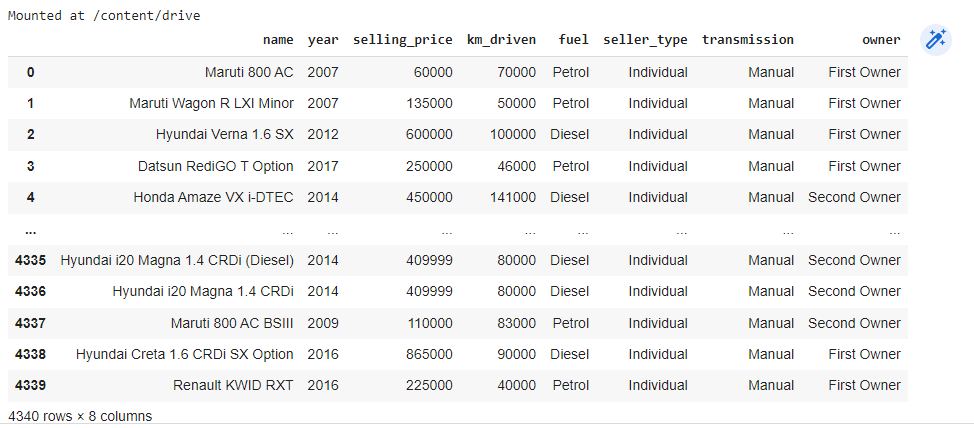 Mounted at /content/drive
name year selling_price km_driven fuel seller_type transmission owner
0 Maruti 800 AC 2007 60000 70000 Petrol Individual Manual First Owner
1 Maruti Wagon R LXI Minor 2007 135000 50000 Petrol Individual Manual First Owner
2 Hyundai Verna 1.6 SX 2012 600000 100000 Diesel Individual Manual First Owner
3 Datsun RediGO T Option 2017 250000 46000 Petrol Individual Manual First Owner
4 Honda Amaze VX i-DTEC 2014 450000 141000 Diesel Individual Manual Second Owner
... ... ... ... ... ... ... ... ...
4335 Hyundai i20 Magna 1.4 CRDi (Diesel) 2014 409999 80000 Diesel Individual Manual Second Owner
4336 Hyundai i20 Magna 1.4 CRDi 2014 409999 80000 Diesel Individual Manual Second Owner
4337 Maruti 800 AC BSIII 2009 110000 83000 Petrol Individual Manual Second Owner
4338 Hyundai Creta 1.6 CRDi SX Option 2016 865000 90000 Diesel Individual Manual First Owner
4339 Renault KWID RXT 2016 225000 40000 Petrol Individual Manual First Owner
4340 rows × 8 columns